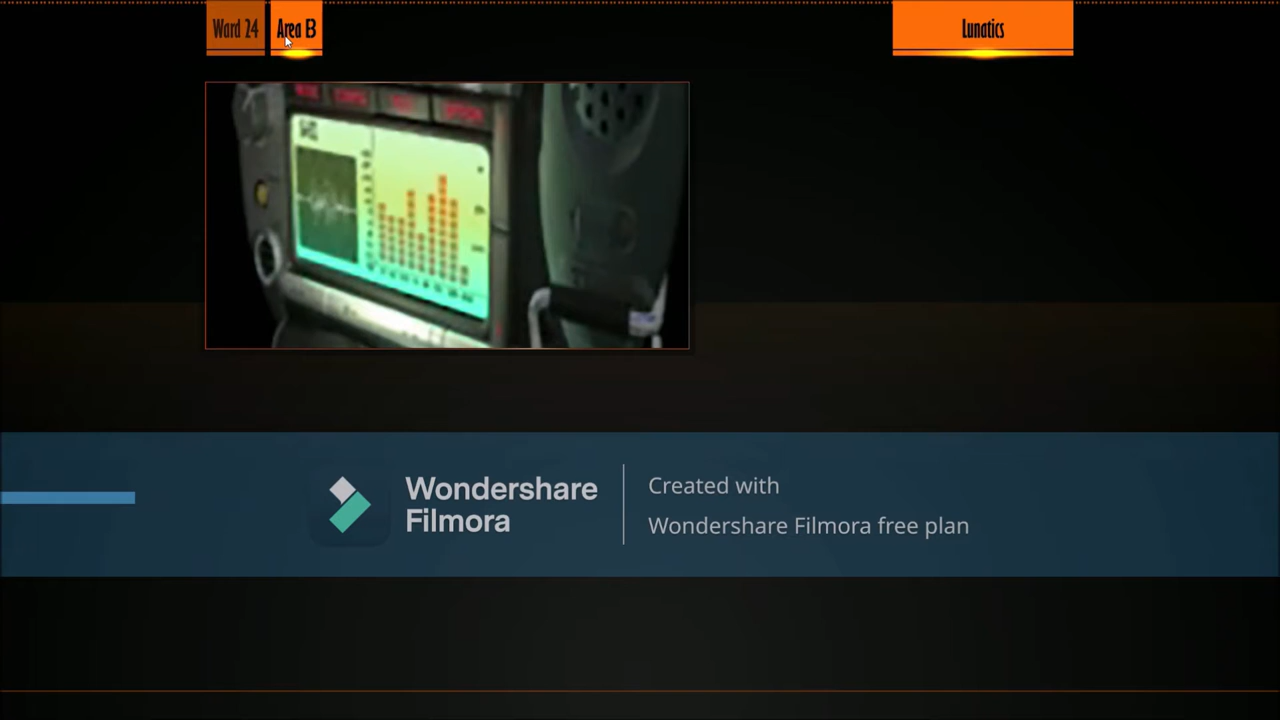 Ward 24
Area B
Lunatics
Wondershare
Filmora
Created with
Wondershare Filmora free plan